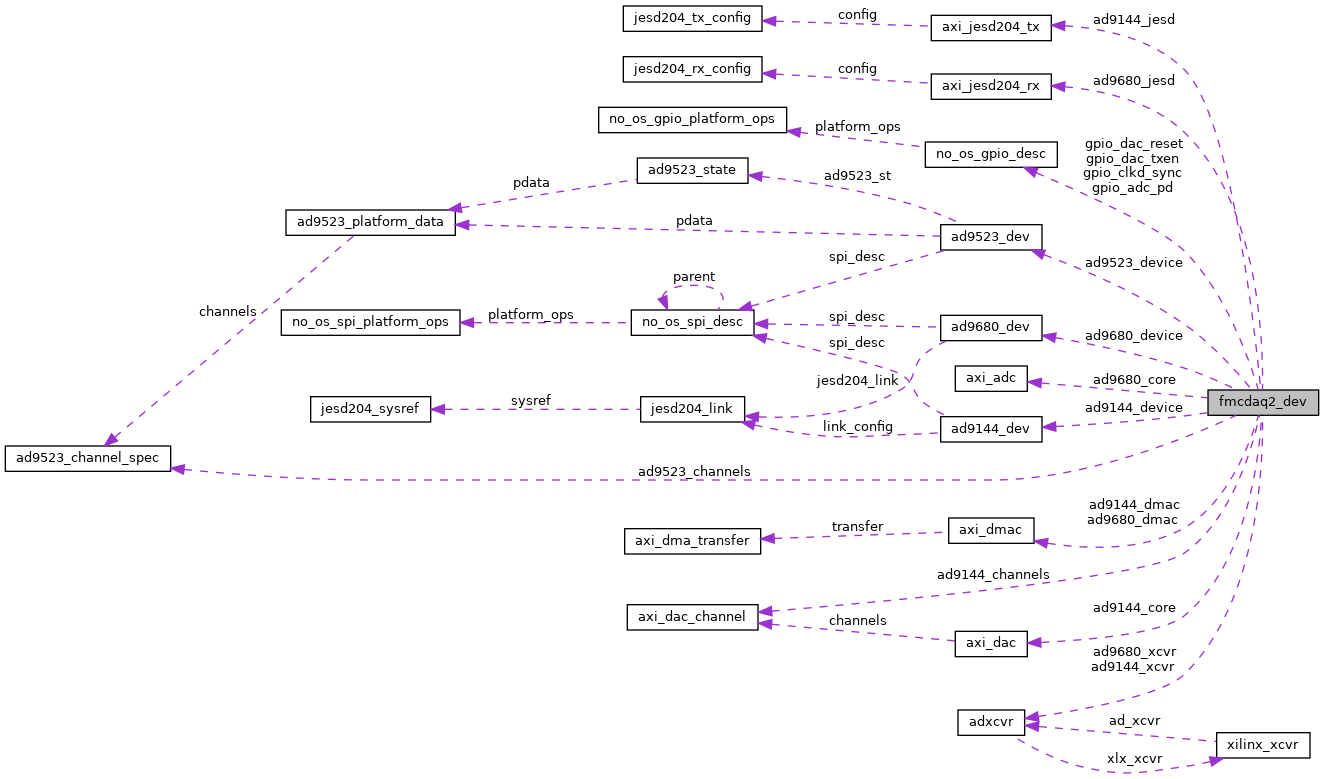 jesd204_tx_config
config
axi_jesd204_tx
ad9144_jesd
jesd204_rx_config
config
axi_jesd204_rx
ad9680_jesd
no_os_gpio_platform_ops
platform_ops
no_os_gpio_desc
gpio_dac_reset
gpio_dac_txen
gpio_clkd_sync
gpio_adc_pd
ad9523_state
ad9523_st
pdata
ad9523_platform_data
pdata
ad9523_dev
ad9523_device
spi_desc
parent
channels
no_os_spi_platform_ops
platform_ops
no_os_spi_desc
spi_desc
ad9680_dev
ad9680_device
spi_desc
axi_adc
ad9680_core
jesd204_link
jesd204_sysref
sysref
jesd204_link
ad9144_device
fmcdaq2_dev
link_config
ad9144_dev
ad9523_channel_spec
ad9523_channels
ad9144_dmac
ad9680_dmac
axi_dma_transfer
transfer
axi_dmac
ad9144_channels
axi_dac_channel
channels
ad9144_core
axi_dac
ad9680_xcvr
ad9144_xcvr
adxcvr
ad_xcvr
xilinx_xcvr
xlx_xcvr